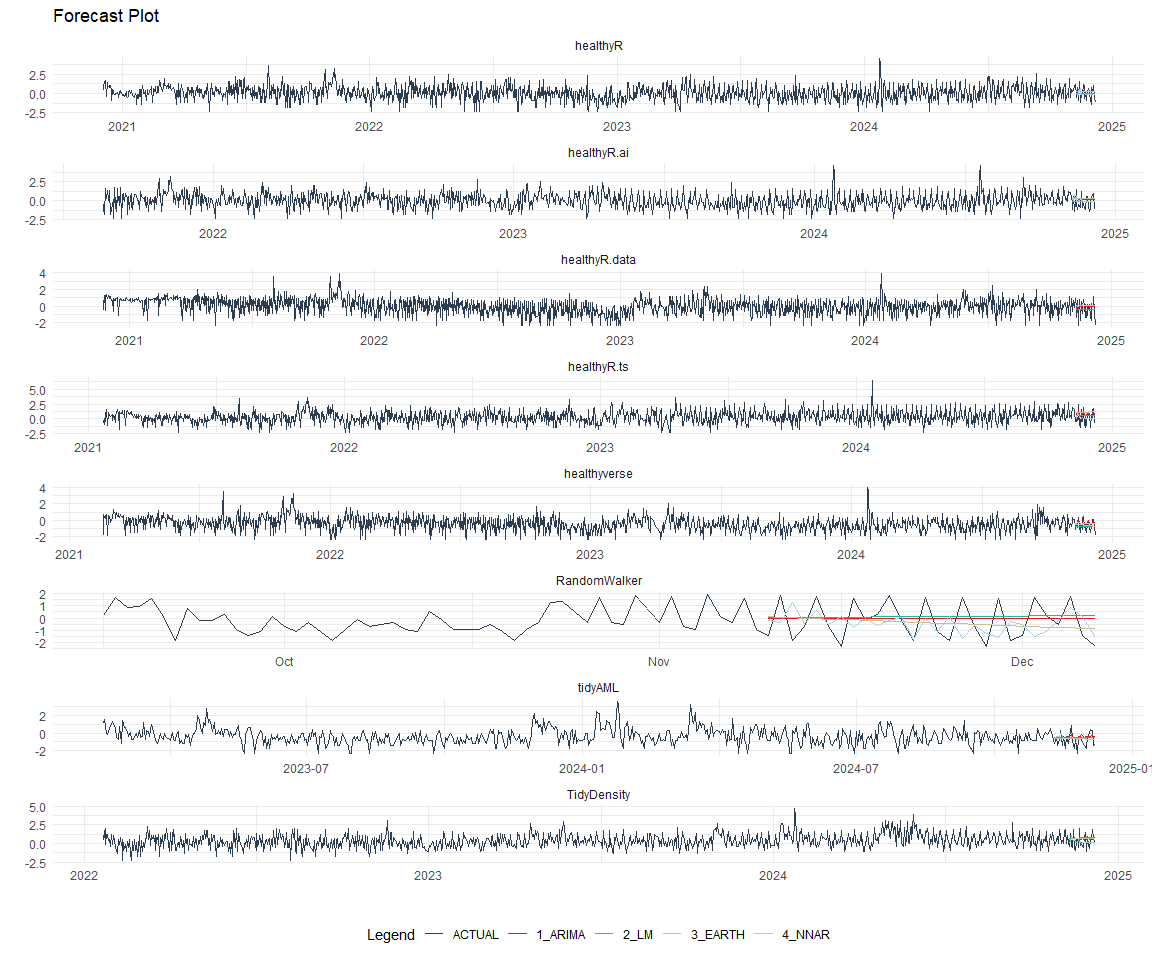 Forecast Plot
healthyR
2.5
0.0
-2.5
2021 2022 2023 2024 2025
healthyR.ai
2.5
0.0
-2.5
2022 2023 2024 2025
healthyR.data
4
2
0
-2
2021 2022 2023 2024 2025
healthyR.ts
5.0
2.5
0.0
-2.5
2021 2022 2023 2024 2025
healthyverse
4
2
0
-2
2021 2022 2023 2024 2025
RandomWalker
2
1
0
-1
-2
Oct Nov Dec
tidyAML
2
0
-2
2023-07 2024-01 2024-07 2025-01
TidyDensity
5.0
2.5
0.0
-2.5
2022 2023 2024 2025
Legend ACTUAL 1_ARIMA 2_LM 3_EARTH 4_NNAR